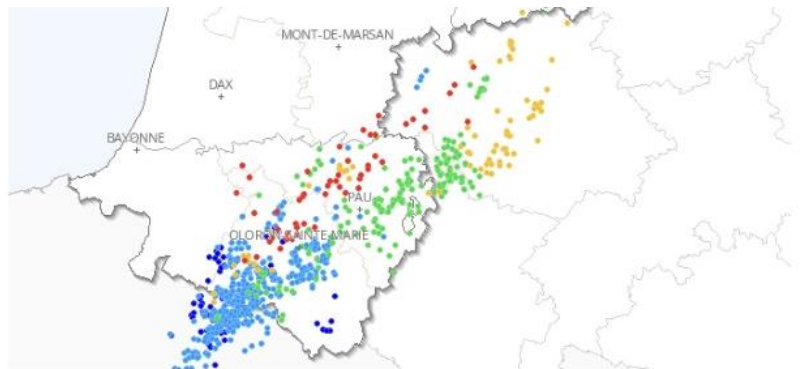 MONT-DE-MARSAN
DAX
BAYONNE
PAU
OLORON-SAINTE-MARIE